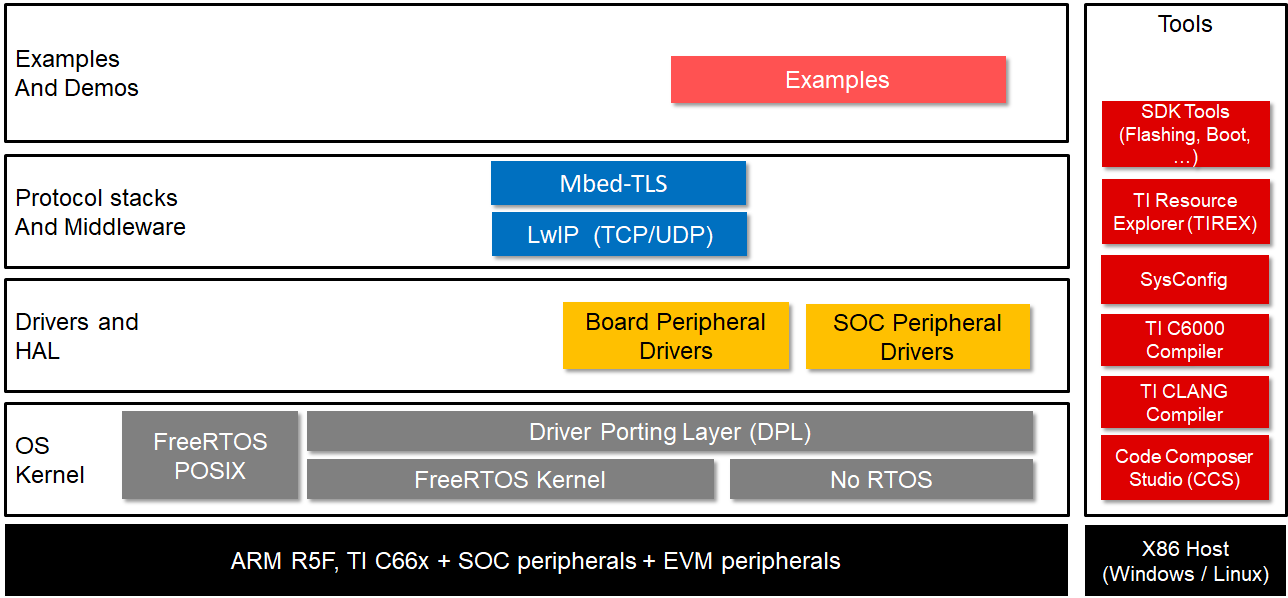 Examples
And Demos
Examples
Protocol stacks
And Middleware
Mbed-TLS
LwIP (TCP/UDP)
Drivers and
HAL
Board Peripheral
Drivers
SOC Peripheral
Drivers
OS
Kernel
FreeRTOS
POSIX
Driver Porting Layer (DPL)
FreeRTOS Kernel
No RTOS
ARM R5F, TI C66x + SOC peripherals + EVM peripherals
Tools
SDK Tools
(Flashing, Boot,
…)
TI Resource
Explorer (TIREX)
SysConfig
TI C6000
Compiler
TI CLANG
Compiler
Code Composer
Studio (CCS)
X86 Host
(Windows / Linux)